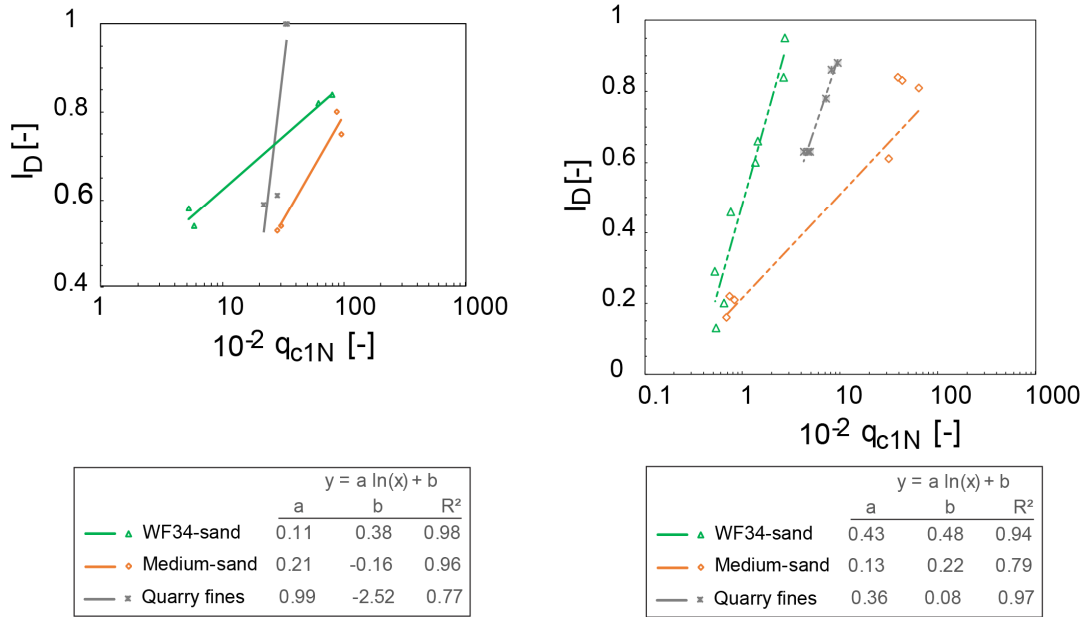 1
0.8
0.6
0.4
I_D [-]
1 10 100 1000
10⁻² q_c1N [-]
y = a ln(x) + b
a b R²
WF34-sand 0.11 0.38 0.98
Medium-sand 0.21 -0.16 0.96
Quarry fines 0.99 -2.52 0.77
1
0.8
0.6
0.4
0.2
0
I_D [-]
0.1 1 10 100 1000
10⁻² q_c1N [-]
y = a ln(x) + b
a b R²
WF34-sand 0.43 0.48 0.94
Medium-sand 0.13 0.22 0.79
Quarry fines 0.36 0.08 0.97